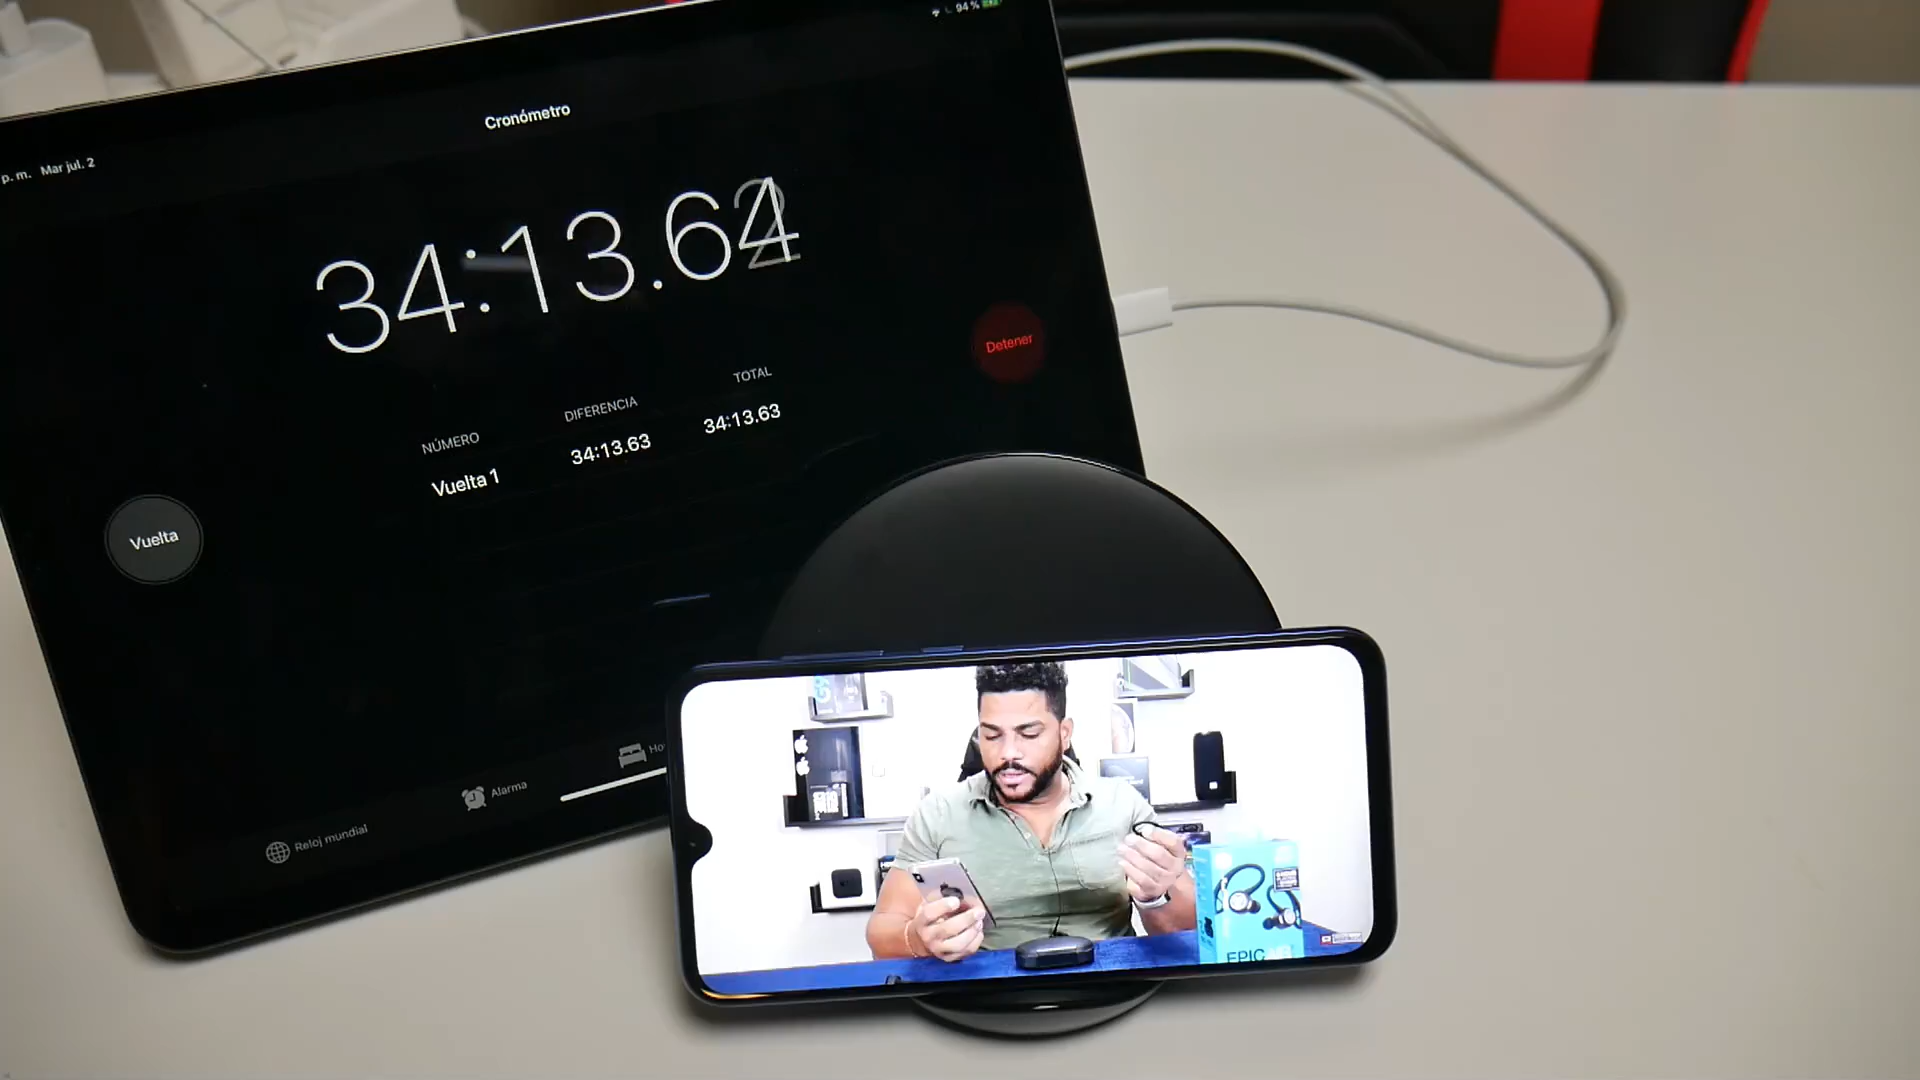 94 %
Cronómetro
p. m. Mar jul. 2
34:13.64
Detener
NÚMERO DIFERENCIA TOTAL
Vuelta 1 34:13.63 34:13.63
Vuelta
Reloj mundial Alarma
EPIC